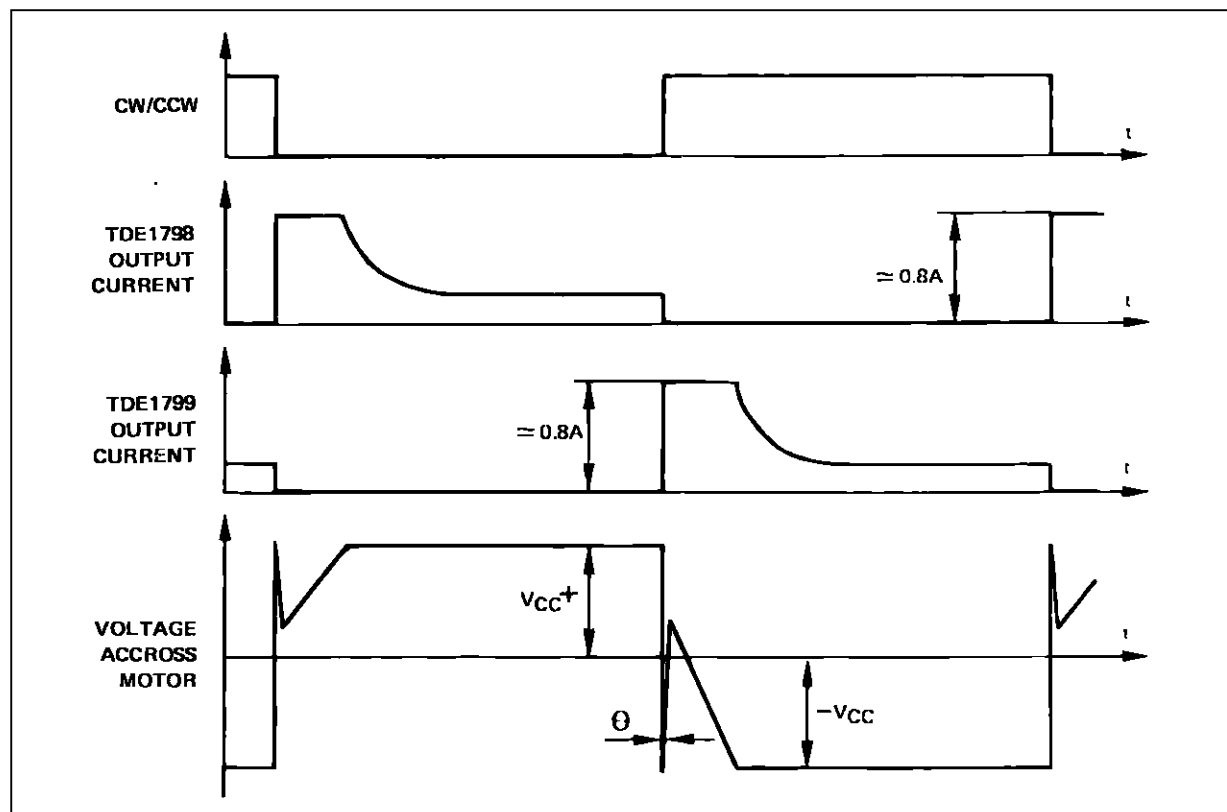 CW/CCW
t
TDE1798
OUTPUT
CURRENT
≃ 0.8A
t
TDE1799
OUTPUT
CURRENT
≃ 0.8A
t
VOLTAGE
ACCROSS
MOTOR
VCC+
t
Θ
−VCC